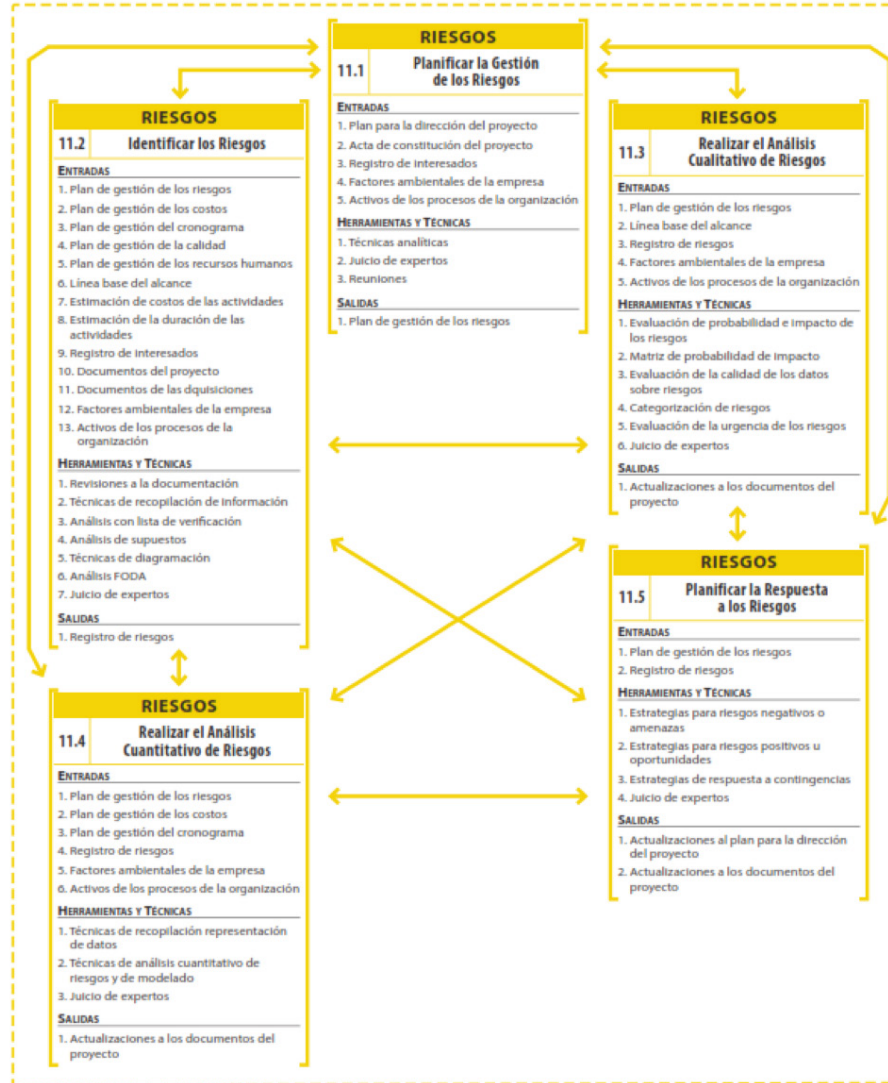 RIESGOS
11.1
Planificar la Gestión
de los Riesgos
ENTRADAS
1. Plan para la dirección del proyecto
2. Acta de constitución del proyecto
3. Registro de interesados
4. Factores ambientales de la empresa
5. Activos de los procesos de la organización
HERRAMIENTAS Y TÉCNICAS
1. Técnicas analíticas
2. Juicio de expertos
3. Reuniones
SALIDAS
1. Plan de gestión de los riesgos
RIESGOS
11.2 Identificar los Riesgos
ENTRADAS
1. Plan de gestión de los riesgos
2. Plan de gestión de los costos
3. Plan de gestión del cronograma
4. Plan de gestión de la calidad
5. Plan de gestión de los recursos humanos
6. Línea base del alcance
7. Estimación de costos de las actividades
8. Estimación de la duración de las
actividades
9. Registro de interesados
10. Documentos del proyecto
11. Documentos de las dquisiciones
12. Factores ambientales de la empresa
13. Activos de los procesos de la
organización
HERRAMIENTAS Y TÉCNICAS
1. Revisiones a la documentación
2. Técnicas de recopilación de información
3. Análisis con lista de verificación
4. Análisis de supuestos
5. Técnicas de diagramación
6. Análisis FODA
7. Juicio de expertos
SALIDAS
1. Registro de riesgos
RIESGOS
11.3
Realizar el Análisis
Cualitativo de Riesgos
ENTRADAS
1. Plan de gestión de los riesgos
2. Línea base del alcance
3. Registro de riesgos
4. Factores ambientales de la empresa
5. Activos de los procesos de la organización
HERRAMIENTAS Y TÉCNICAS
1. Evaluación de probabilidad e impacto de
los riesgos
2. Matriz de probabilidad de impacto
3. Evaluación de la calidad de los datos
sobre riesgos
4. Categorización de riesgos
5. Evaluación de la urgencia de los riesgos
6. Juicio de expertos
SALIDAS
1. Actualizaciones a los documentos del
proyecto
RIESGOS
11.4
Realizar el Análisis
Cuantitativo de Riesgos
ENTRADAS
1. Plan de gestión de los riesgos
2. Plan de gestión de los costos
3. Plan de gestión del cronograma
4. Registro de riesgos
5. Factores ambientales de la empresa
6. Activos de los procesos de la organización
HERRAMIENTAS Y TÉCNICAS
1. Técnicas de recopilación representación
de datos
2. Técnicas de análisis cuantitativo de
riesgos y de modelado
3. Juicio de expertos
SALIDAS
1. Actualizaciones a los documentos del
proyecto
RIESGOS
11.5
Planificar la Respuesta
a los Riesgos
ENTRADAS
1. Plan de gestión de los riesgos
2. Registro de riesgos
HERRAMIENTAS Y TÉCNICAS
1. Estrategias para riesgos negativos o
amenazas
2. Estrategias para riesgos positivos u
oportunidades
3. Estrategias de respuesta a contingencias
4. Juicio de expertos
SALIDAS
1. Actualizaciones al plan para la dirección
del proyecto
2. Actualizaciones a los documentos del
proyecto